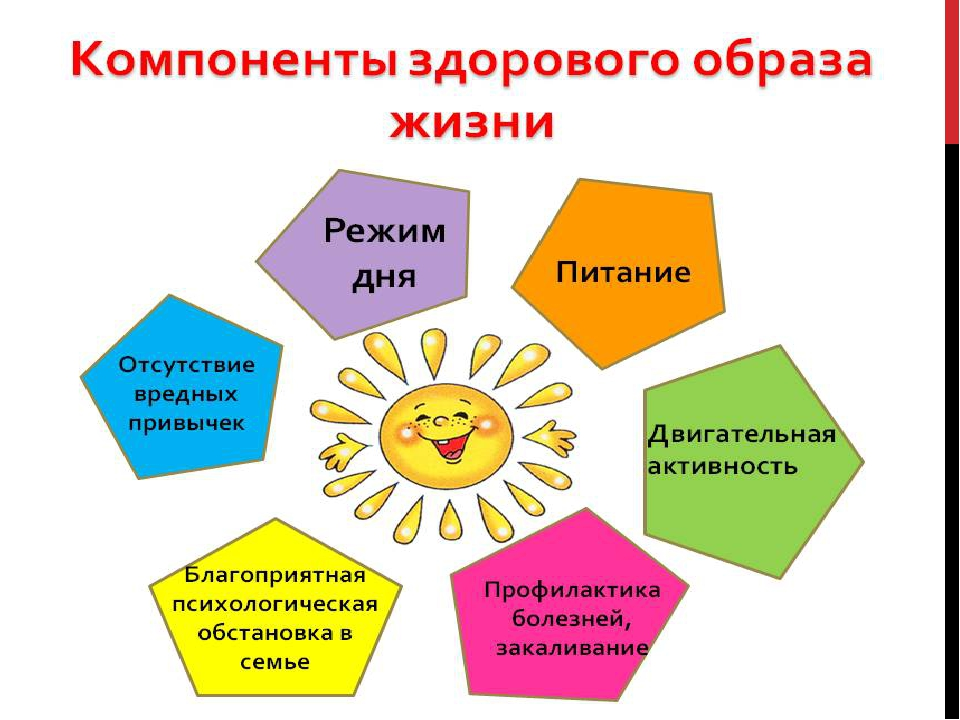 Компоненты здорового образа
жизни
Режим
дня
Питание
Отсутствие
вредных
привычек
Двигательная
активность
Благоприятная
психологическая
обстановка в
семье
Профилактика
болезней,
закаливание